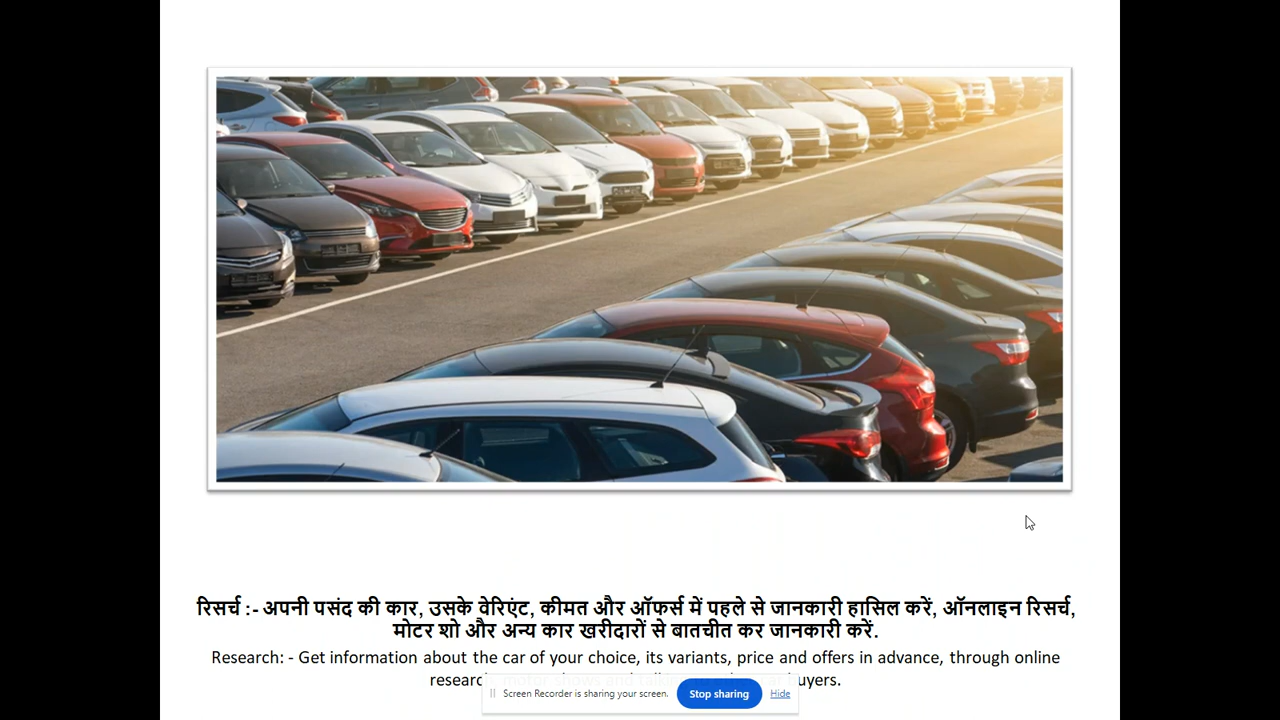 रिसर्च :- अपनी पसंद की कार, उसके वेरिएंट, कीमत और ऑफर्स में पहले से जानकारी हासिल करें, ऑनलाइन रिसर्च,
मोटर शो और अन्य कार खरीदारों से बातचीत कर जानकारी करें.
Research: - Get information about the car of your choice, its variants, price and offers in advance, through online
Screen Recorder is sharing your screen. Stop sharing Hide